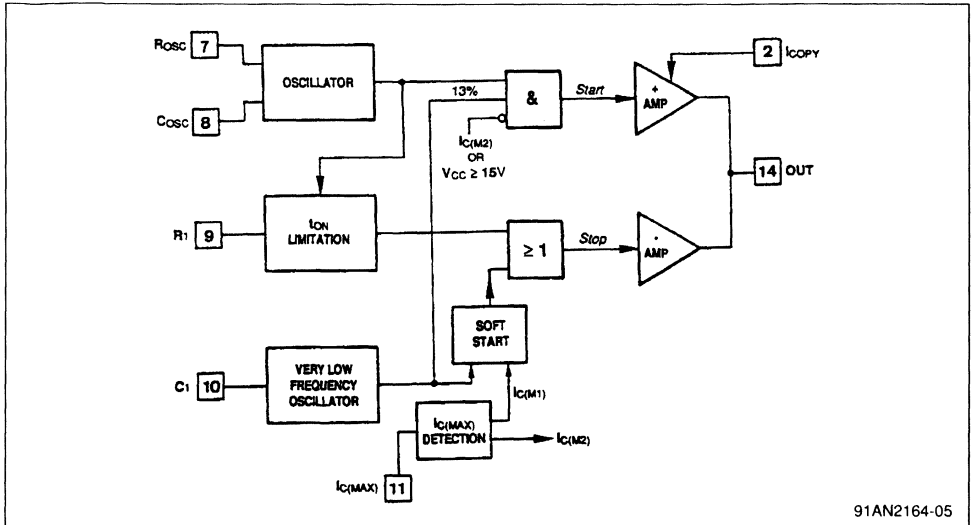 ROSC 7
OSCILLATOR
COSC 8
13%
&
Start
+
AMP
2 ICOPY
IC(M2)
OR
VCC ≥ 15V
14 OUT
R1 9
tON
LIMITATION
≥ 1
Stop
-
AMP
SOFT
START
C1 10
VERY LOW
FREQUENCY
OSCILLATOR
IC(M1)
IC(MAX)
DETECTION
IC(M2)
IC(MAX) 11
91AN2164-05